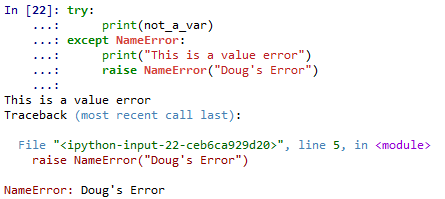 In [22]: try:
    ...:      print(not_a_var)
    ...: except NameError:
    ...:      print("This is a value error")
    ...:      raise NameError("Doug's Error")
    ...:
This is a value error
Traceback (most recent call last):

  File "<ipython-input-22-ceb6ca929d20>", line 5, in <module>
    raise NameError("Doug's Error")

NameError: Doug's Error